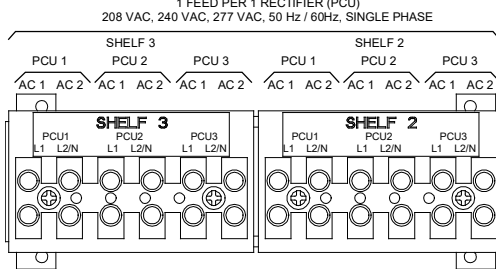 1 FEED PER 1 RECTIFIER (PCU)
208 VAC, 240 VAC, 277 VAC, 50 Hz / 60Hz, SINGLE PHASE
SHELF 3 SHELF 2
PCU 1 PCU 2 PCU 3 PCU 1 PCU 2 PCU 3
AC 1 AC 2 AC 1 AC 2 AC 1 AC 2 AC 1 AC 2 AC 1 AC 2 AC 1 AC 2
SHELF 3 SHELF 2
PCU1 PCU2 PCU3 PCU1 PCU2 PCU3
L1 L2/N L1 L2/N L1 L2/N L1 L2/N L1 L2/N L1 L2/N